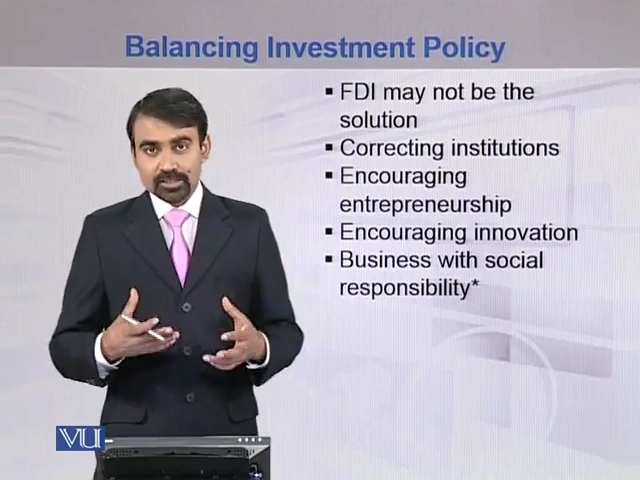 Balancing Investment Policy
▪ FDI may not be the
solution
▪ Correcting institutions
▪ Encouraging
entrepreneurship
▪ Encouraging innovation
▪ Business with social
responsibility*
VU